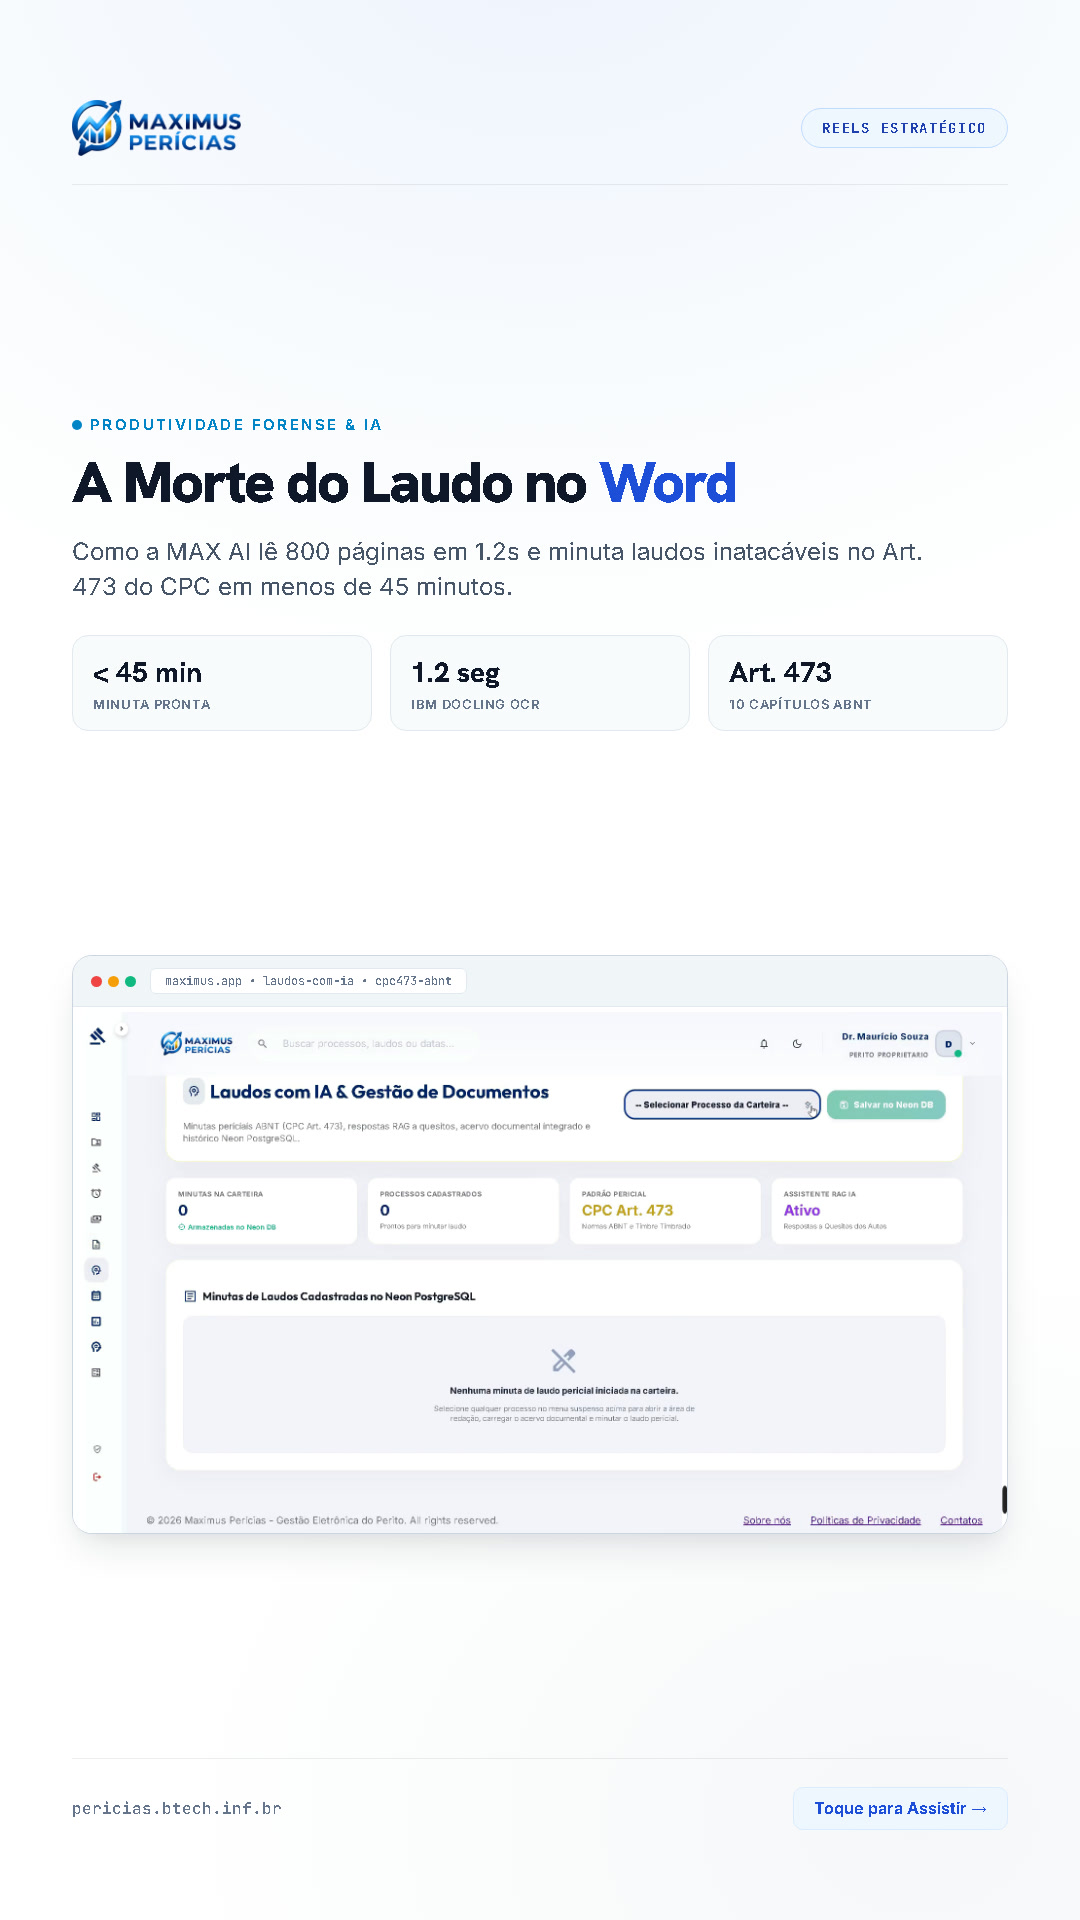 MAXIMUS
PERÍCIAS
REELS ESTRATÉGICO
PRODUTIVIDADE FORENSE & IA
A Morte do Laudo no Word
Como a MAX AI lê 800 páginas em 1.2s e minuta laudos inatacáveis no Art.
473 do CPC em menos de 45 minutos.
< 45 min
MINUTA PRONTA
1.2 seg
IBM DOCLING OCR
Art. 473
10 CAPÍTULOS ABNT
maximus.app • laudos-com-ia • cpc473-abnt
MAXIMUS
PERÍCIAS
Buscar processos, laudos ou datas...
Dr. Maurício Souza
PERITO PROPRIETARIO
D
Laudos com IA & Gestão de Documentos
Minutas periciais ABNT (CPC Art. 473), respostas RAG a quesitos, acervo documental integrado e
histórico Neon PostgreSQL.
-- Selecionar Processo da Carteira --
Salvar no Neon DB
MINUTAS NA CARTEIRA
0
Armazenadas no Neon DB
PROCESSOS CADASTRADOS
0
Prontos para minutar laudo
PADRÃO PERICIAL
CPC Art. 473
Normas ABNT e Timbre Timbrado
ASSISTENTE RAG IA
Ativo
Respostas a Quesitos dos Autos
Minutas de Laudos Cadastradas no Neon PostgreSQL
Nenhuma minuta de laudo pericial iniciada na carteira.
Selecione qualquer processo no menu suspenso acima para abrir a área de
redação, carregar o acervo documental e minutar o laudo pericial.
© 2026 Maximus Perícias - Gestão Eletrônica do Perito. All rights reserved.
Sobre nós
Políticas de Privacidade
Contatos
pericias.btech.inf.br
Toque para Assistir →